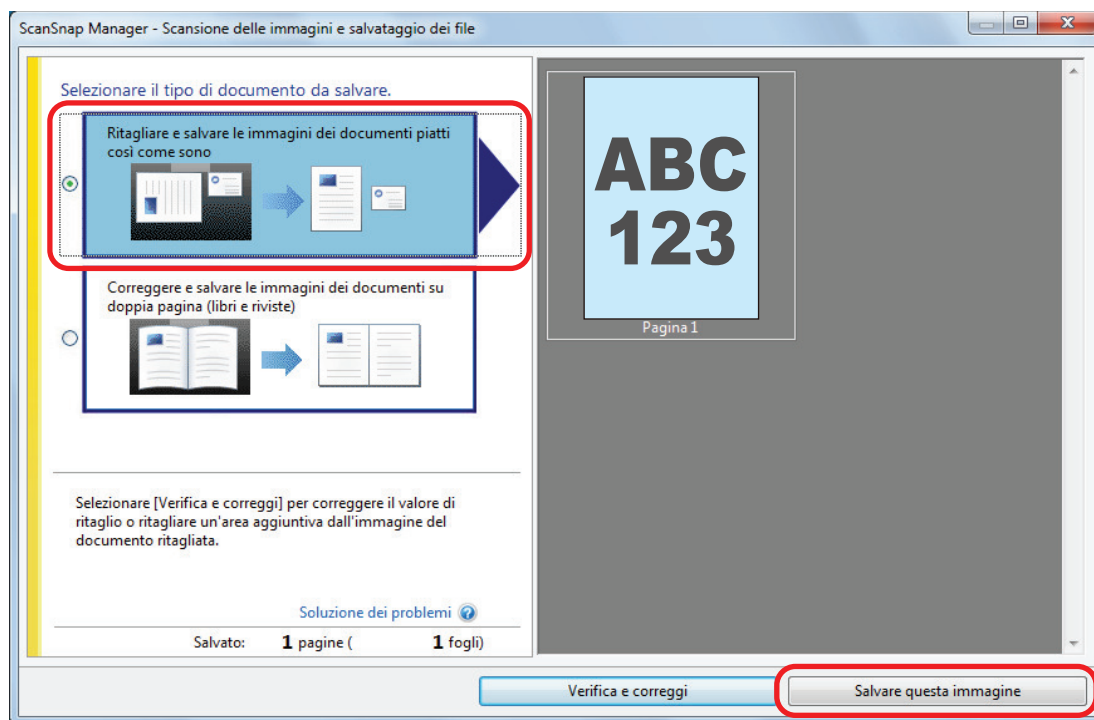 ScanSnap Manager - Scansione delle immagini e salvataggio dei file
Selezionare il tipo di documento da salvare.
Ritagliare e salvare le immagini dei documenti piatti
così come sono
Correggere e salvare le immagini dei documenti su
doppia pagina (libri e riviste)
Selezionare [Verifica e correggi] per correggere il valore di
ritaglio o ritagliare un'area aggiuntiva dall'immagine del
documento ritagliata.
Soluzione dei problemi
Salvato: 1 pagine ( 1 fogli)
ABC
123
Pagina 1
Verifica e correggi
Salvare questa immagine